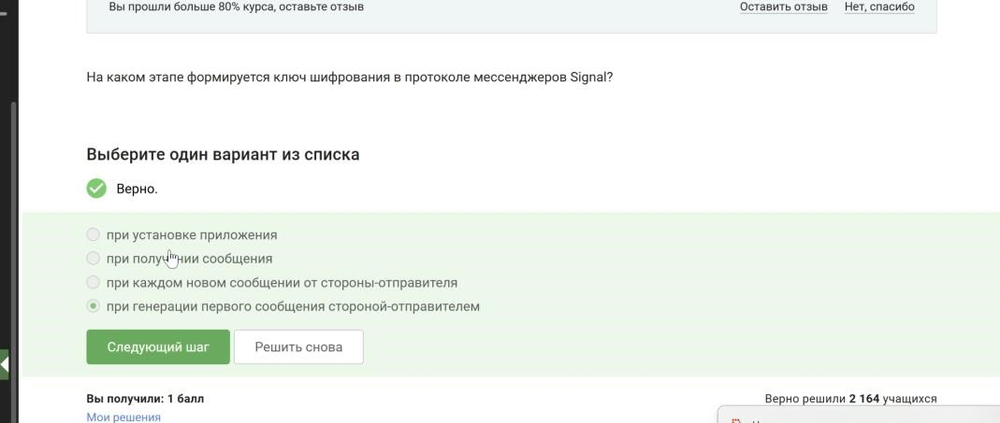 Вы прошли больше 80% курса, оставьте отзыв Оставить отзыв Нет, спасибо
На каком этапе формируется ключ шифрования в протоколе мессенджеров Signal?
Выберите один вариант из списка
Верно.
при установке приложения
при получении сообщения
при каждом новом сообщении от стороны-отправителя
при генерации первого сообщения стороной-отправителем
Следующий шаг Решить снова
Вы получили: 1 балл Верно решили 2 164 учащихся
Мои решения